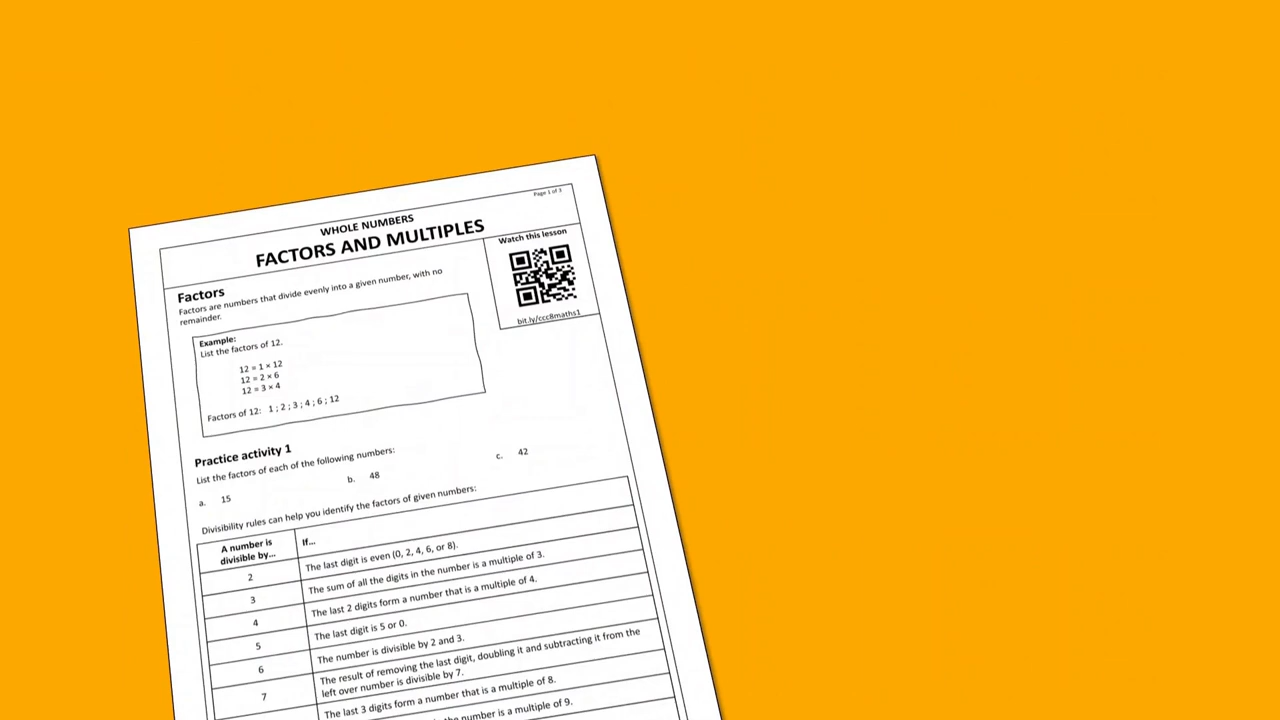 Page 1 of 3
WHOLE NUMBERS
FACTORS AND MULTIPLES
Watch this lesson
bit.ly/ccc8maths1
Factors
Factors are numbers that divide evenly into a given number, with no
remainder.
Example:
List the factors of 12.
12 = 1 × 12
12 = 2 × 6
12 = 3 × 4
Factors of 12: 1 ; 2 ; 3 ; 4 ; 6 ; 12
Practice activity 1
List the factors of each of the following numbers:
a. 15 b. 48 c. 42
Divisibility rules can help you identify the factors of given numbers:
A number is
divisible by... If...
2 The last digit is even (0, 2, 4, 6, or 8).
3 The sum of all the digits in the number is a multiple of 3.
4 The last 2 digits form a number that is a multiple of 4.
5 The last digit is 5 or 0.
6 The number is divisible by 2 and 3.
7 The result of removing the last digit, doubling it and subtracting it from the
left over number is divisible by 7.
The last 3 digits form a number that is a multiple of 8.
the number is a multiple of 9.